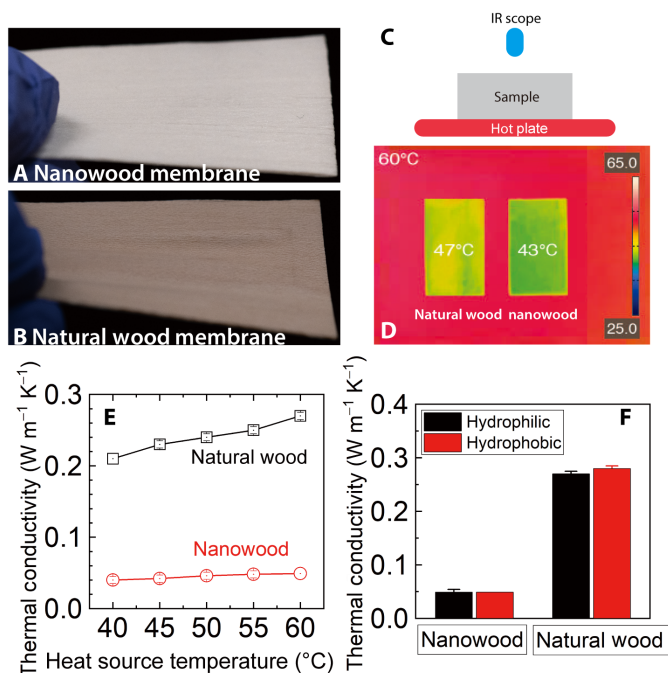 A Nanowood membrane
B Natural wood membrane
C
IR scope
Sample
Hot plate
60°C
65.0
47°C
43°C
Natural wood
nanowood
D
25.0
E
Thermal conductivity (W m⁻¹ K⁻¹)
0.3
0.2
0.1
0.0
Natural wood
Nanowood
40 45 50 55 60
Heat source temperature (°C)
F
Thermal conductivity (W m⁻¹ K⁻¹)
0.4
0.3
0.2
0.1
0.0
Hydrophilic
Hydrophobic
Nanowood
Natural wood